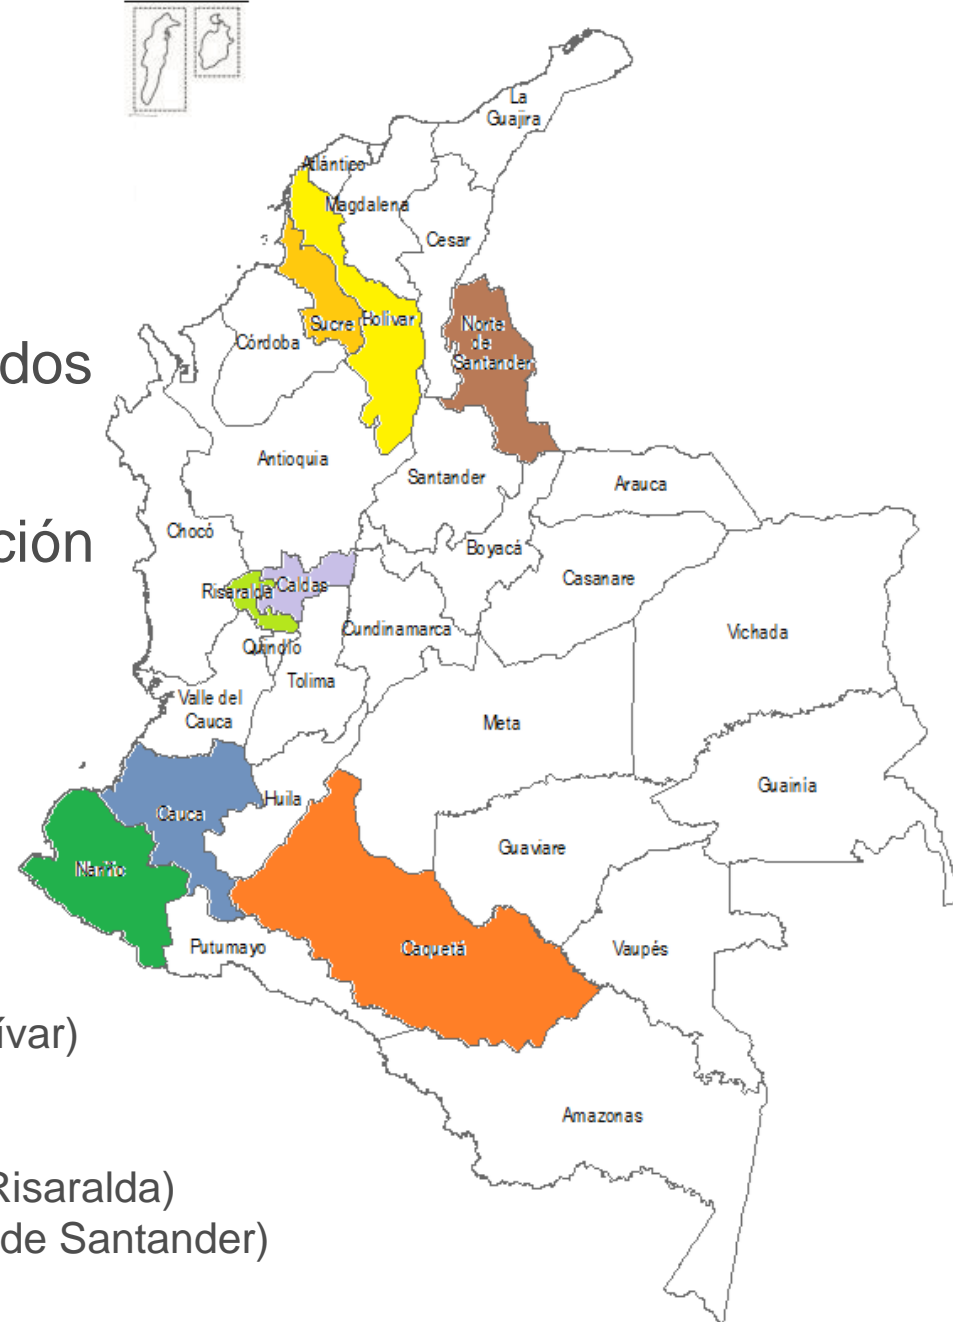 La
Guajira
Atlántico
Magdalena
Cesar
Sucre
Bolívar
Norte
de
Santander
Córdoba
dos
Antioquia
Santander
Arauca
Chocó
ción
Boyacá
Casanare
Risaralda
Caldas
Cundinamarca
Vichada
Quindío
Tolima
Valle del
Cauca
Meta
Guainía
Huila
Cauca
Guaviare
Nariño
Putumayo
Caquetá
Vaupés
ívar)
Amazonas
Risaralda)
de Santander)